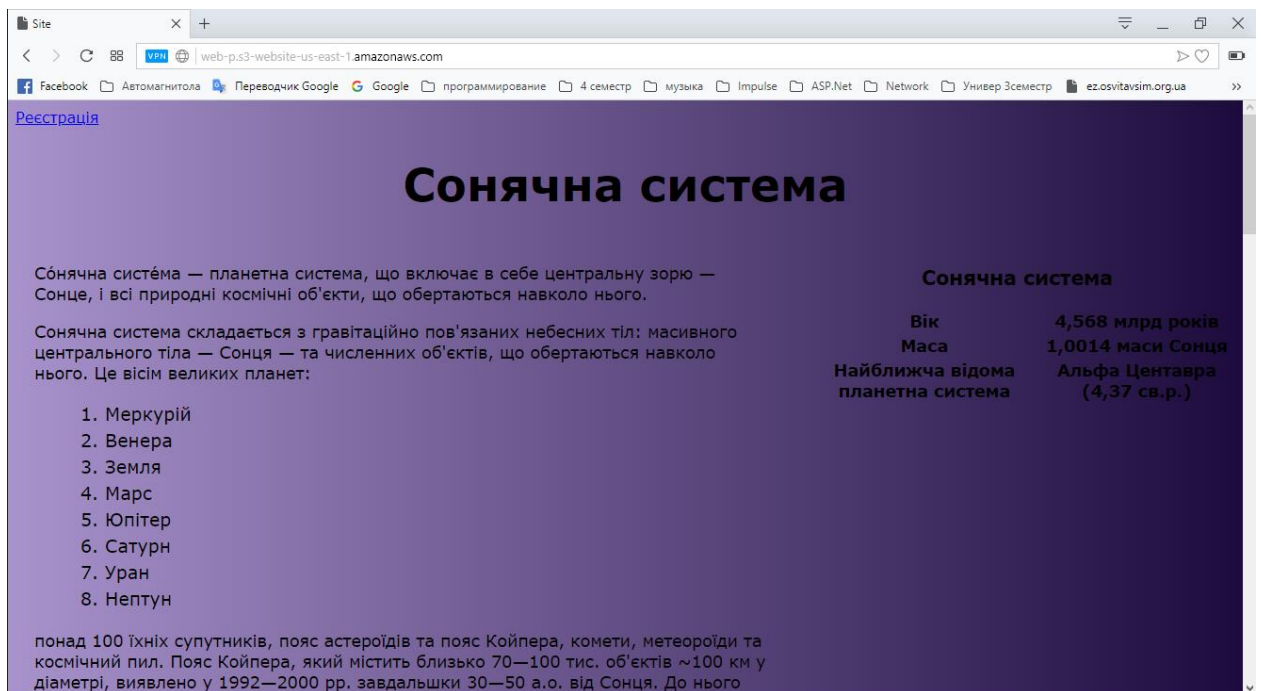 Site
VPN web-p.s3-website-us-east-1.amazonaws.com
Facebook Автомагнитола Переводчик Google Google программирование 4 семестр музыка Impulse ASP.Net Network Универ 3семестр ez.osvitavsim.org.ua
Реєстрація
Сонячна система
Со́нячна систе́ма — планетна система, що включає в себе центральну зорю —
Сонце, і всі природні космічні об'єкти, що обертаються навколо нього.
Сонячна система складається з гравітаційно пов'язаних небесних тіл: масивного
центрального тіла — Сонця — та численних об'єктів, що обертаються навколо
нього. Це вісім великих планет:
1. Меркурій
2. Венера
3. Земля
4. Марс
5. Юпітер
6. Сатурн
7. Уран
8. Нептун
понад 100 їхніх супутників, пояс астероїдів та пояс Койпера, комети, метеороїди та
космічний пил. Пояс Койпера, який містить близько 70—100 тис. об'єктів ~100 км у
діаметрі, виявлено у 1992—2000 рр. завдальшки 30—50 а.о. від Сонця. До нього
Сонячна система
Вік 4,568 млрд років
Маса 1,0014 маси Сонця
Найближча відома Альфа Центавра
планетна система (4,37 св.р.)